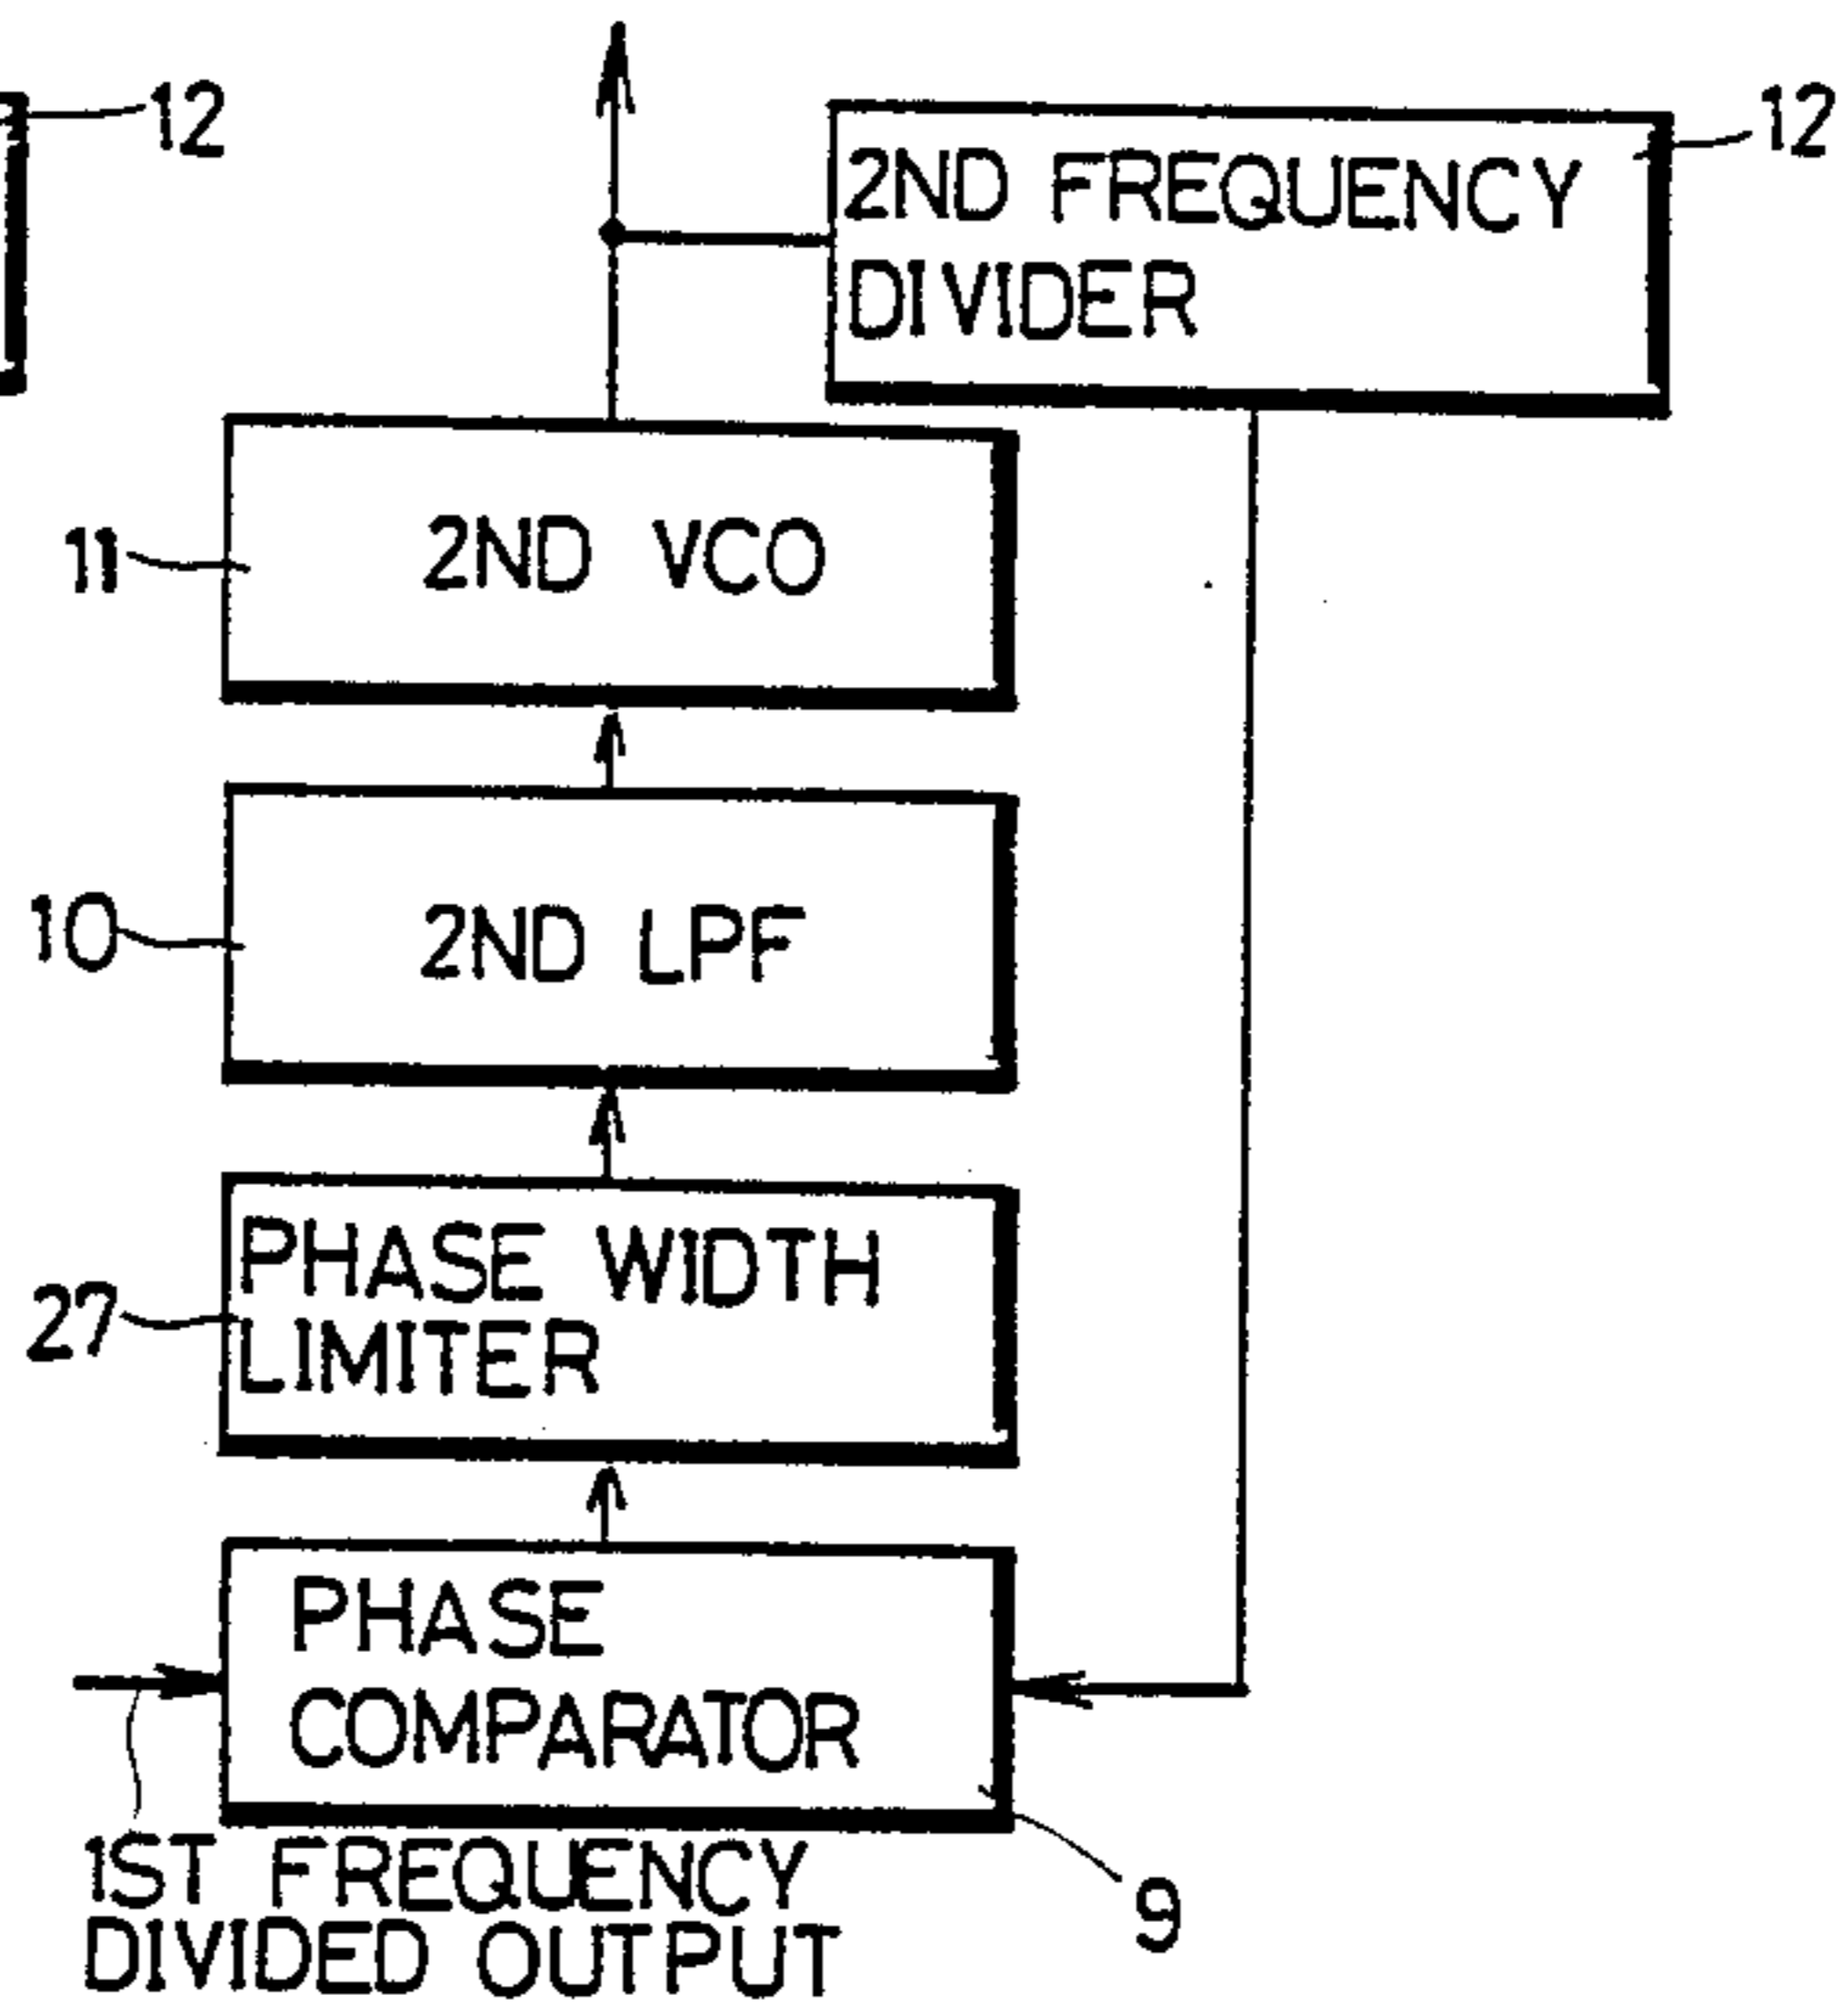 12
2ND FREQUENCY
DIVIDER
12
11
2ND VCO
10
2ND LPF
27
PHASE WIDTH
LIMITER
PHASE
COMPARATOR
9
1ST FREQUENCY
DIVIDED OUTPUT